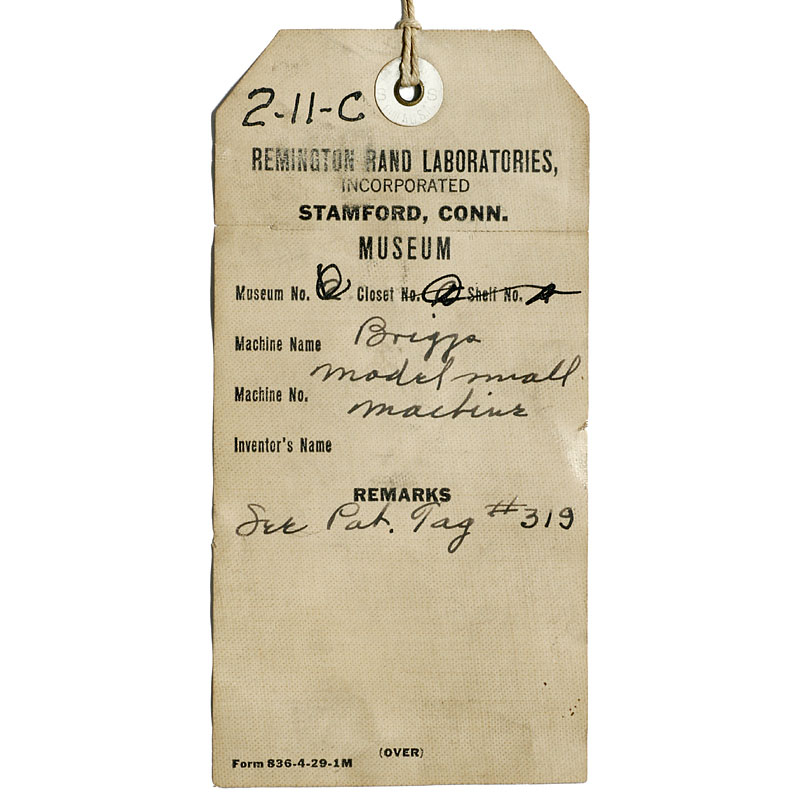 2-11-C
REMINGTON RAND LABORATORIES,
INCORPORATED
STAMFORD, CONN.
MUSEUM
Museum No. Closet No. Shelf No.
Machine Name Briggs
model small
Machine No. machine
Inventor's Name
REMARKS
See Pat. Tag #319
(OVER)
Form 836-4-29-1M